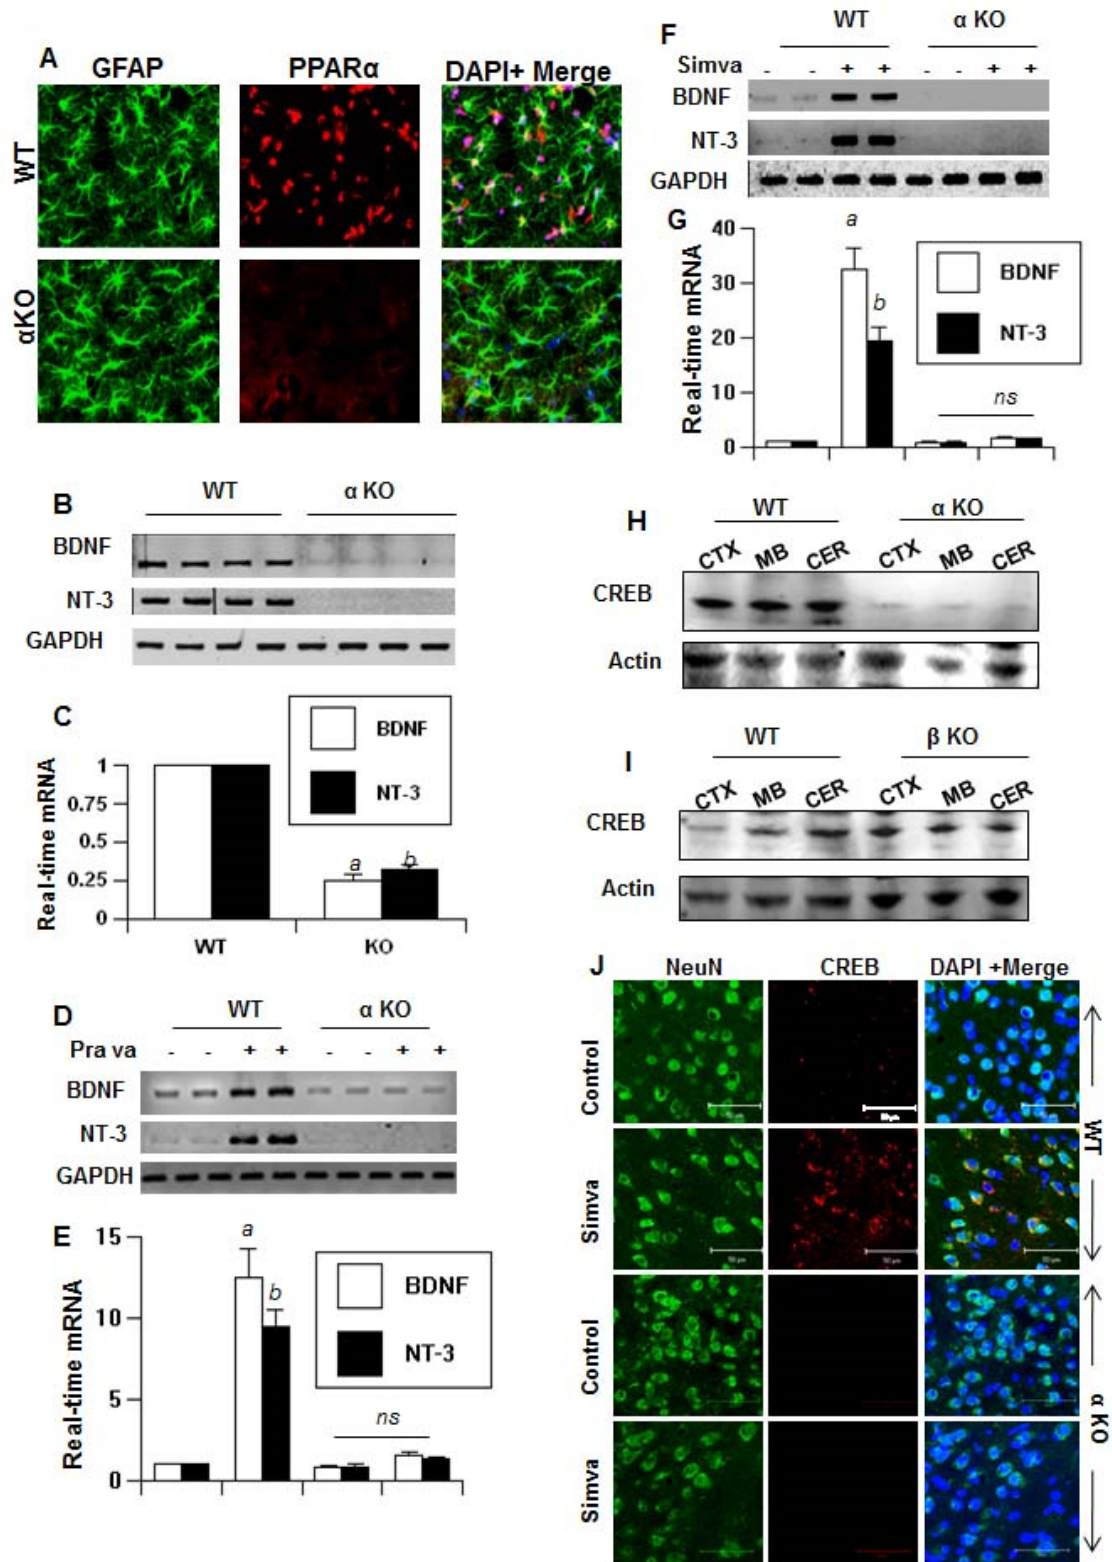 A
GFAP PPARα DAPI+ Merge
WT
αKO
B
WT α KO
BDNF
NT-3
GAPDH
C
Real-time mRNA
1
0.75
0.5
0.25
0
BDNF
NT-3
a b
WT KO
D
WT α KO
Pra va - - + + - - + +
BDNF
NT-3
GAPDH
E
Real-time mRNA
15
10
5
0
a
b
BDNF
NT-3
ns
F
WT α KO
Simva - - + + - - + +
BDNF
NT-3
GAPDH
G
Real-time mRNA
40
30
20
10
0
a
b
BDNF
NT-3
ns
H
WT α KO
CTX MB CER CTX MB CER
CREB
Actin
I
WT β KO
CTX MB CER CTX MB CER
CREB
Actin
J
NeuN CREB DAPI +Merge
Control
Simva
WT
Control
Simva
α KO